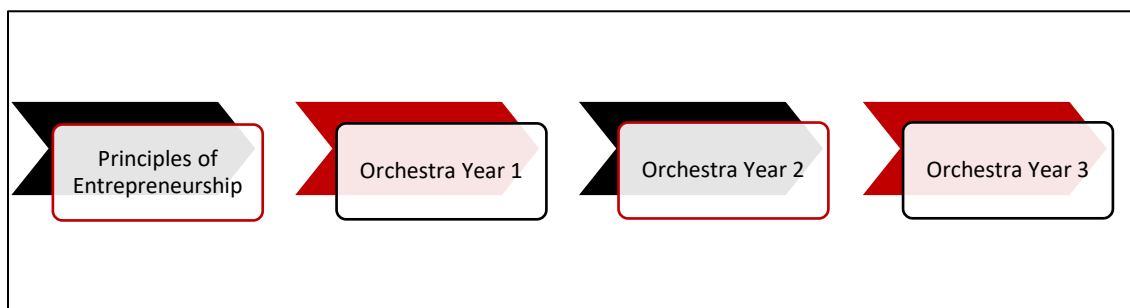 Principles of
Entrepreneurship
Orchestra Year 1
Orchestra Year 2
Orchestra Year 3